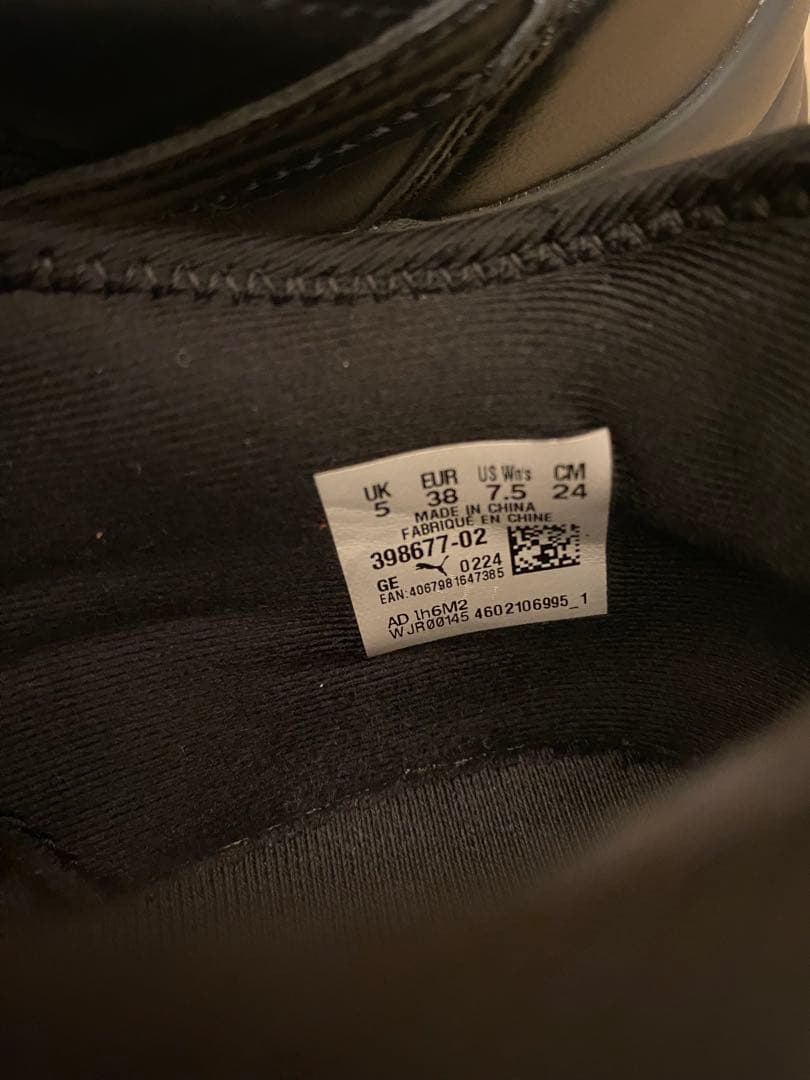 UK EUR US Wn's CM
5 38 7.5 24
MADE IN CHINA
FABRIQUÉ EN CHINE
398677-02
GE 0224
EAN:4067981647385
AD 1h6M2
WJR00145 4602106995_1